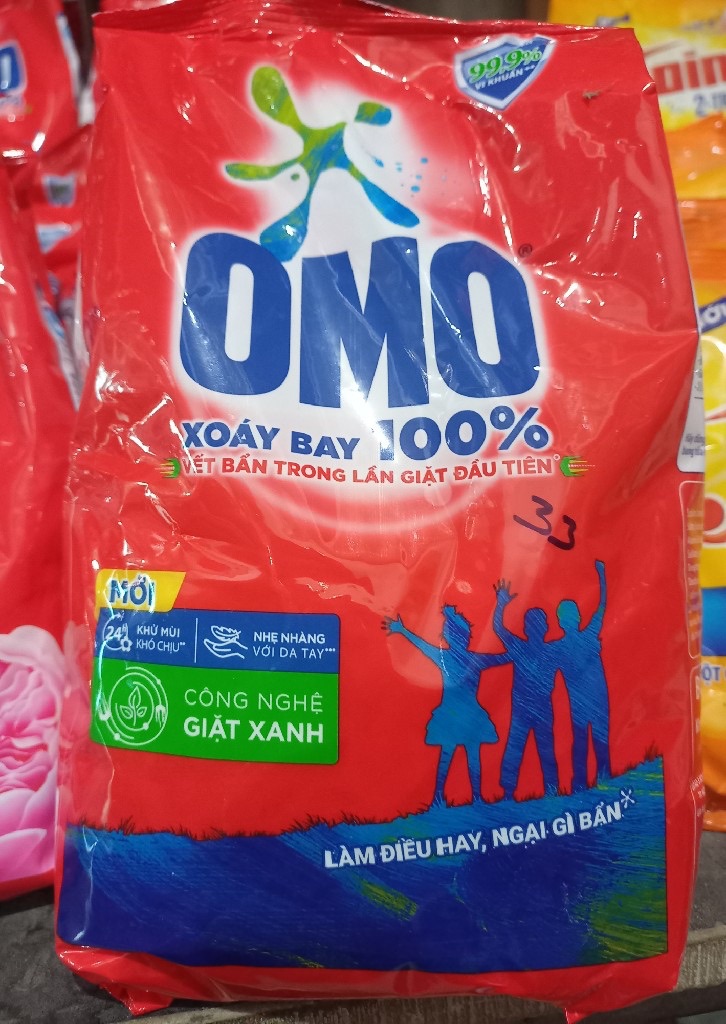 99.9%
VI KHUẨN**
OMO®
XOÁY BAY 100%
VẾT BẨN TRONG LẦN GIẶT ĐẦU TIÊN*
33
MỚI
24H
KHỬ MÙI
KHÓ CHỊU**
NHẸ NHÀNG
VỚI DA TAY***
CÔNG NGHỆ
GIẶT XANH
LÀM ĐIỀU HAY, NGẠI GÌ BẨN*